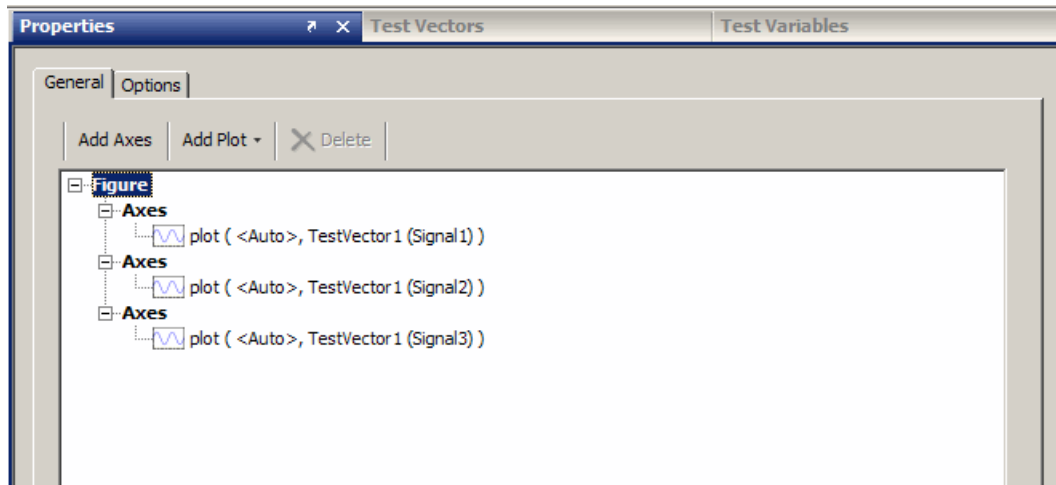 Properties Test Vectors Test Variables
General Options
Add Axes Add Plot Delete
Figure
Axes
plot ( <Auto>, TestVector1 (Signal1) )
Axes
plot ( <Auto>, TestVector1 (Signal2) )
Axes
plot ( <Auto>, TestVector1 (Signal3) )